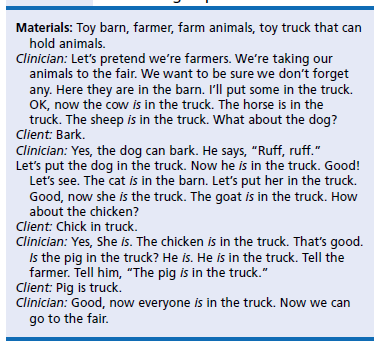 Materials: Toy barn, farmer, farm animals, toy truck that can
hold animals.
Clinician: Let's pretend we're farmers. We're taking our
animals to the fair. We want to be sure we don't forget
any. Here they are in the barn. I'll put some in the truck.
OK, now the cow is in the truck. The horse is in the
truck. The sheep is in the truck. What about the dog?
Client: Bark.
Clinician: Yes, the dog can bark. He says, "Ruff, ruff."
Let's put the dog in the truck. Now he is in the truck. Good!
Let's see. The cat is in the barn. Let's put her in the truck.
Good, now she is the truck. The goat is in the truck. How
about the chicken?
Client: Chick in truck.
Clinician: Yes, She is. The chicken is in the truck. That's good.
Is the pig in the truck? He is. He is in the truck. Tell the
farmer. Tell him, "The pig is in the truck."
Client: Pig is truck.
Clinician: Good, now everyone is in the truck. Now we can
go to the fair.